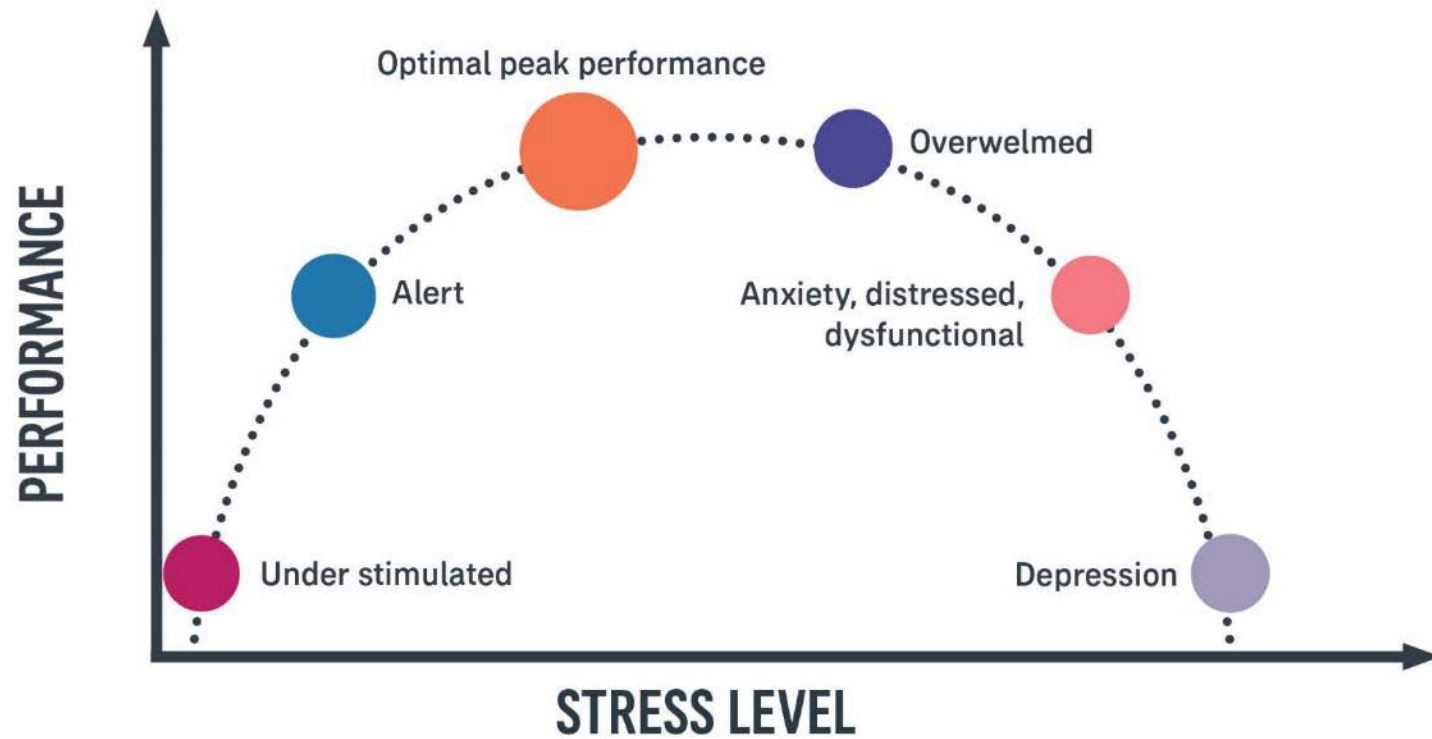 Optimal peak performance
Overwelmed
Alert
Anxiety, distressed,
dysfunctional
Under stimulated
Depression
PERFORMANCE
STRESS LEVEL